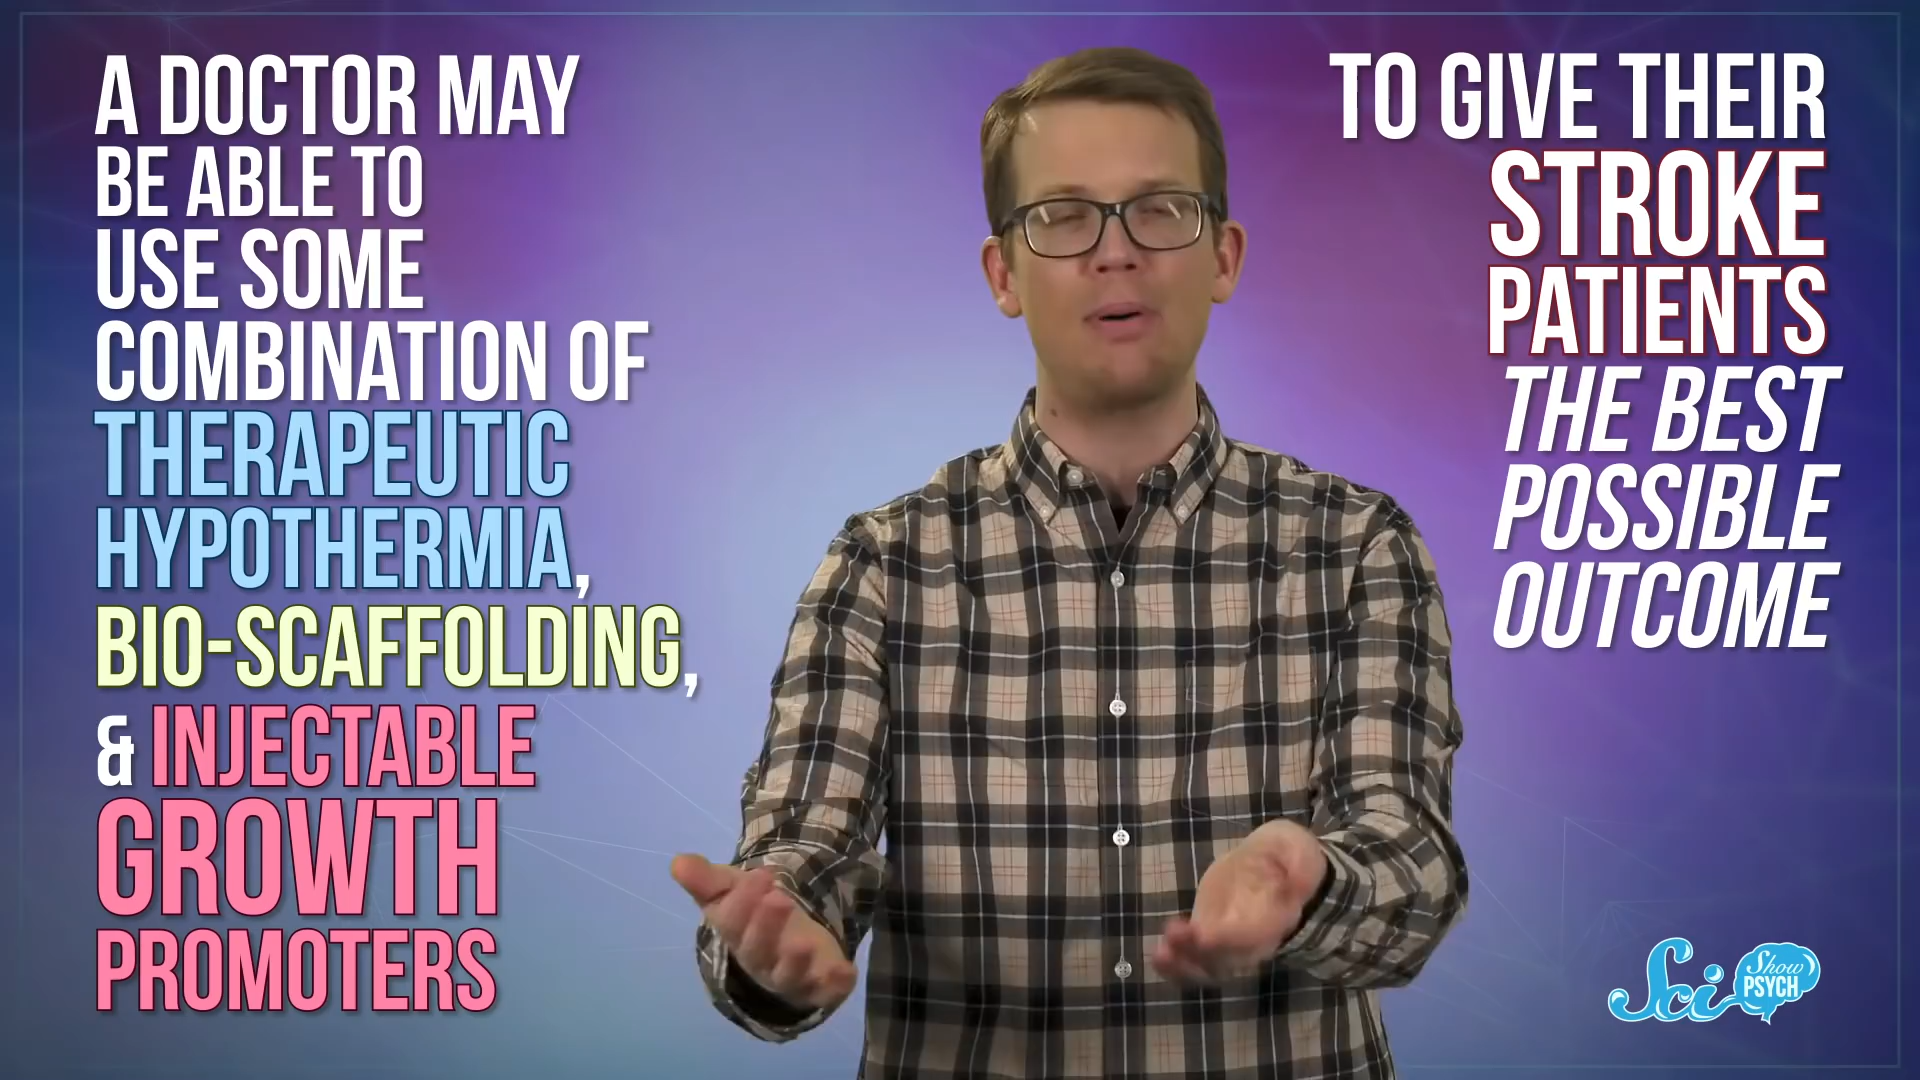 A DOCTOR MAY
BE ABLE TO
USE SOME
COMBINATION OF
THERAPEUTIC
HYPOTHERMIA,
BIO-SCAFFOLDING,
& INJECTABLE
GROWTH
PROMOTERS
TO GIVE THEIR
STROKE
PATIENTS
THE BEST
POSSIBLE
OUTCOME
Sci Show
PSYCH